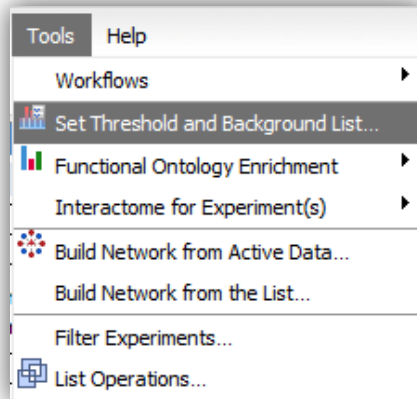 Tools Help
Workflows
Set Threshold and Background List...
Functional Ontology Enrichment
Interactome for Experiment(s)
Build Network from Active Data...
Build Network from the List...
Filter Experiments...
List Operations...